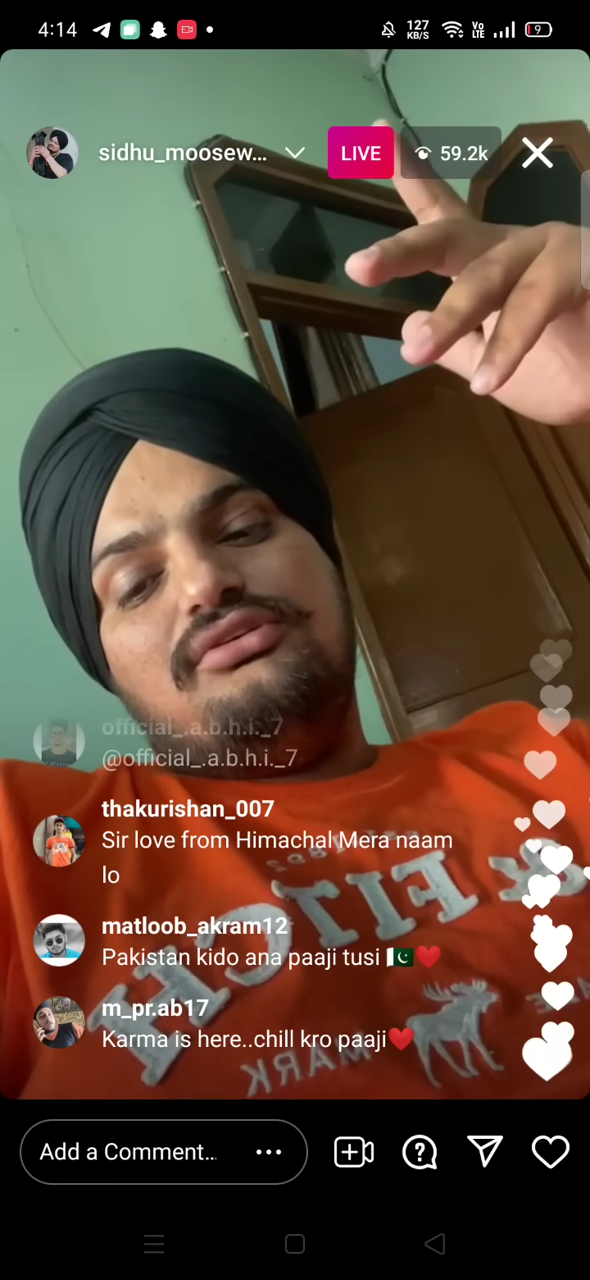 4:14
127
KB/S
Vo
LTE
9
sidhu_moosew...
LIVE
59.2k
official_.a.b.h.i._7
@official_.a.b.h.i._7
thakurishan_007
Sir love from Himachal Mera naam
lo
matloob_akram12
Pakistan kido ana paaji tusi 🇵🇰❤️
m_pr.ab17
Karma is here..chill kro paaji❤️
FITCH
MARK
Add a Comment...